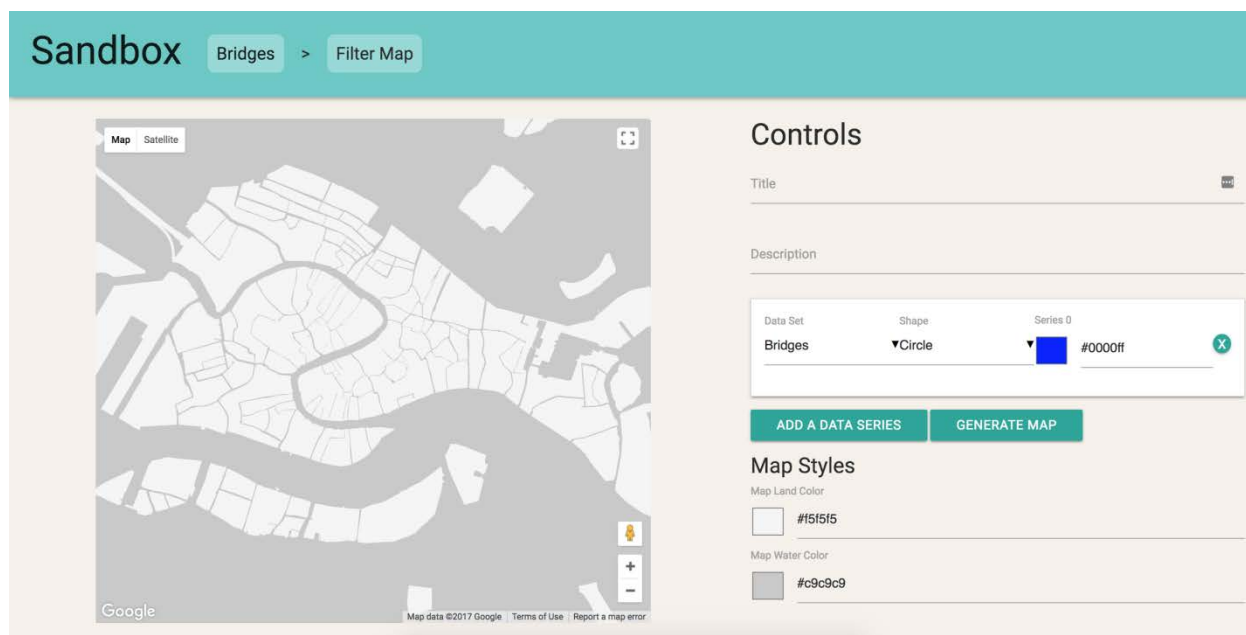 Sandbox Bridges > Filter Map
Map Satellite
Google
Map data ©2017 Google Terms of Use Report a map error
Controls
Title
Description
Data Set Shape Series 0
Bridges ▼Circle ▼ #0000ff X
ADD A DATA SERIES GENERATE MAP
Map Styles
Map Land Color
#f5f5f5
Map Water Color
#c9c9c9